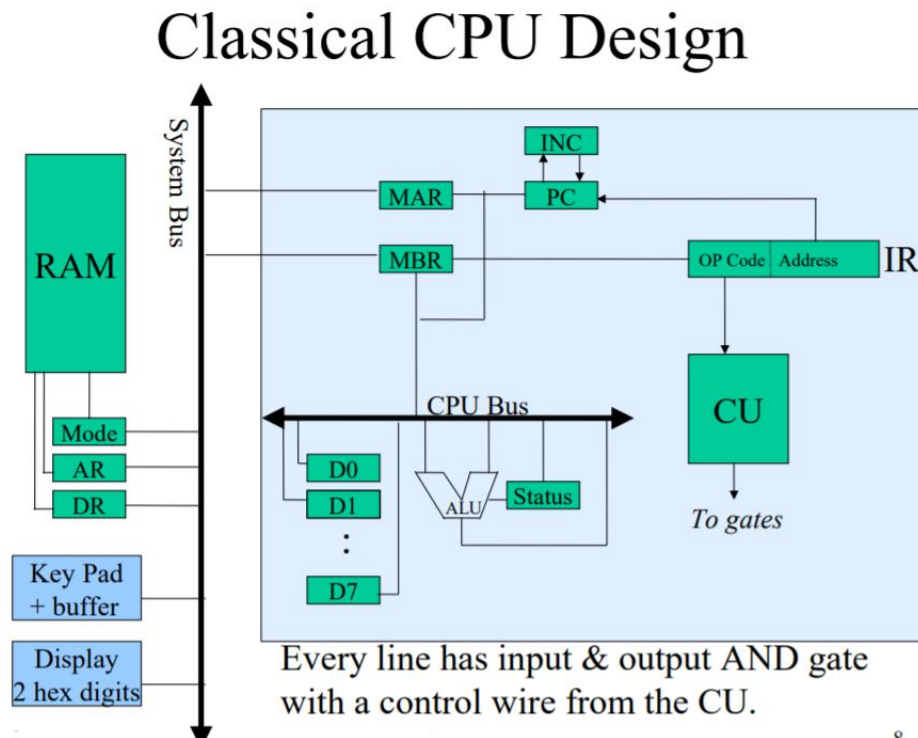 Classical CPU Design
System Bus
RAM
Mode
AR
DR
Key Pad
+ buffer
Display
2 hex digits
INC
MAR
PC
MBR
OP Code
Address
IR
CU
To gates
CPU Bus
D0
D1
:
D7
ALU
Status
Every line has input & output AND gate
with a control wire from the CU.
8